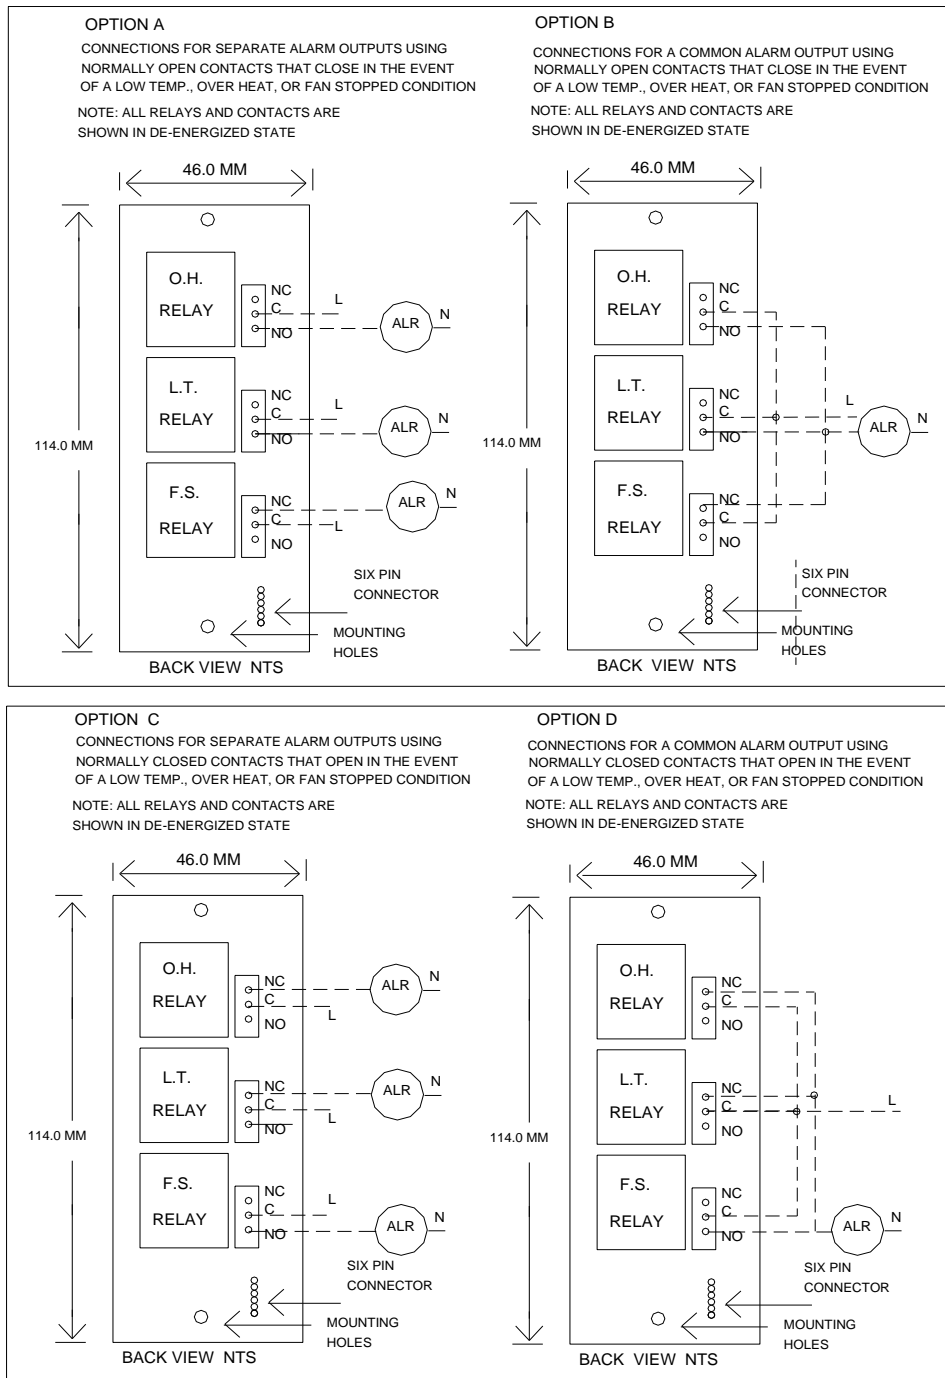 OPTION A
CONNECTIONS FOR SEPARATE ALARM OUTPUTS USING
NORMALLY OPEN CONTACTS THAT CLOSE IN THE EVENT
OF A LOW TEMP., OVER HEAT, OR FAN STOPPED CONDITION
NOTE: ALL RELAYS AND CONTACTS ARE
SHOWN IN DE-ENERGIZED STATE
46.0 MM
114.0 MM
O.H.
RELAY
NC
C
NO
L
ALR
N
L.T.
RELAY
NC
C
NO
L
ALR
N
F.S.
RELAY
NC
C
NO
L
ALR
N
SIX PIN
CONNECTOR
MOUNTING
HOLES
BACK VIEW NTS
OPTION B
CONNECTIONS FOR A COMMON ALARM OUTPUT USING
NORMALLY OPEN CONTACTS THAT CLOSE IN THE EVENT
OF A LOW TEMP., OVER HEAT, OR FAN STOPPED CONDITION
NOTE: ALL RELAYS AND CONTACTS ARE
SHOWN IN DE-ENERGIZED STATE
46.0 MM
114.0 MM
O.H.
RELAY
NC
C
NO
L.T.
RELAY
NC
C
NO
L
ALR
N
F.S.
RELAY
NC
C
NO
SIX PIN
CONNECTOR
MOUNTING
HOLES
BACK VIEW NTS
OPTION C
CONNECTIONS FOR SEPARATE ALARM OUTPUTS USING
NORMALLY CLOSED CONTACTS THAT OPEN IN THE EVENT
OF A LOW TEMP., OVER HEAT, OR FAN STOPPED CONDITION
NOTE: ALL RELAYS AND CONTACTS ARE
SHOWN IN DE-ENERGIZED STATE
46.0 MM
114.0 MM
O.H.
RELAY
NC
C
NO
L
ALR
N
L.T.
RELAY
NC
C
NO
L
ALR
N
F.S.
RELAY
NC
C
NO
L
ALR
N
SIX PIN
CONNECTOR
MOUNTING
HOLES
BACK VIEW NTS
OPTION D
CONNECTIONS FOR A COMMON ALARM OUTPUT USING
NORMALLY CLOSED CONTACTS THAT OPEN IN THE EVENT
OF A LOW TEMP., OVER HEAT, OR FAN STOPPED CONDITION
NOTE: ALL RELAYS AND CONTACTS ARE
SHOWN IN DE-ENERGIZED STATE
46.0 MM
114.0 MM
O.H.
RELAY
NC
C
NO
L.T.
RELAY
NC
C
NO
L
F.S.
RELAY
NC
C
NO
ALR
N
SIX PIN
CONNECTOR
MOUNTING
HOLES
BACK VIEW NTS